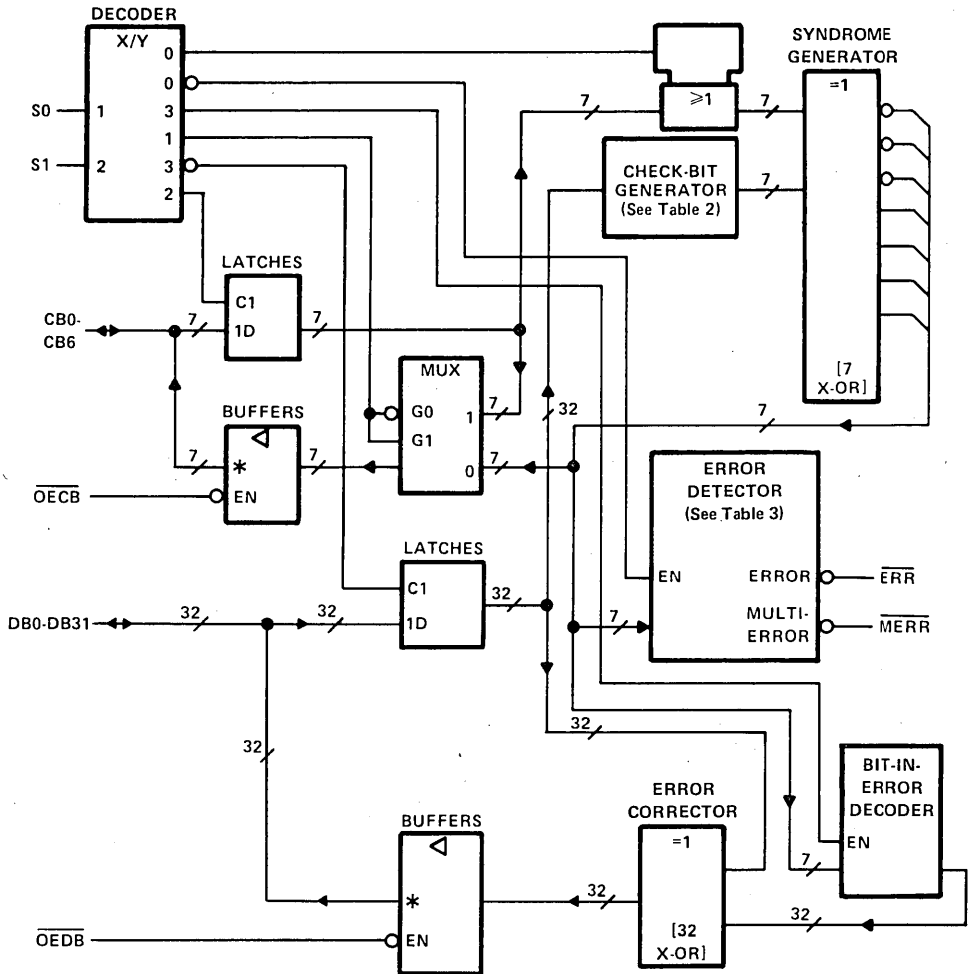 DECODER
X/Y
0
0
3
1
3
2
S0
1
S1
2
≥1
7
7
SYNDROME
GENERATOR
=1
[7
X-OR]
CHECK-BIT
GENERATOR
(See Table 2)
7
LATCHES
C1
1D
CB0-
CB6
7
7
MUX
G0
G1
1
0
7
7
32
7
BUFFERS
*
EN
7
7
OECB
ERROR
DETECTOR
(See Table 3)
EN
ERROR
MULTI-
ERROR
ERR
MERR
7
LATCHES
C1
1D
32
DB0-DB31
32
32
32
32
BIT-IN-
ERROR
DECODER
EN
7
ERROR
CORRECTOR
=1
[32
X-OR]
32
32
BUFFERS
*
EN
OEDB